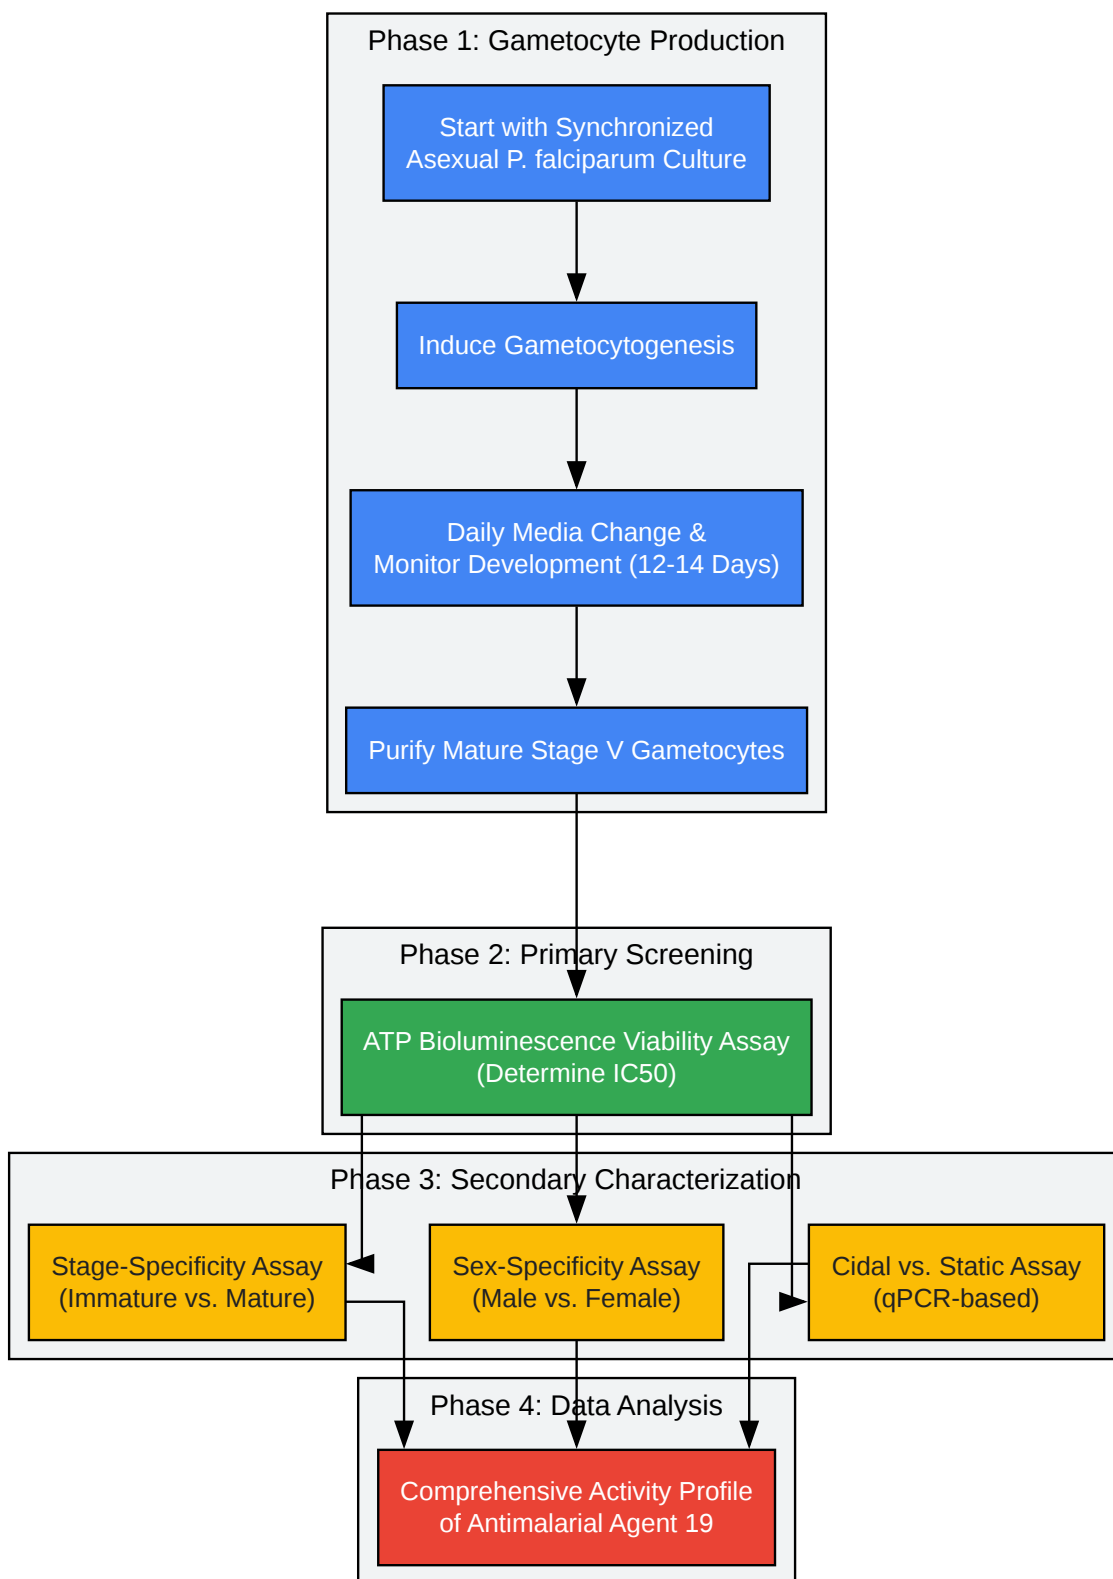 Phase 1: Gametocyte Production
Start with Synchronized
Asexual P. falciparum Culture
Induce Gametocytogenesis
Daily Media Change &
Monitor Development (12-14 Days)
Purify Mature Stage V Gametocytes
Phase 2: Primary Screening
ATP Bioluminescence Viability Assay
(Determine IC50)
Phase 3: Secondary Characterization
Stage-Specificity Assay
(Immature vs. Mature)
Sex-Specificity Assay
(Male vs. Female)
Cidal vs. Static Assay
(qPCR-based)
Phase 4: Data Analysis
Comprehensive Activity Profile
of Antimalarial Agent 19